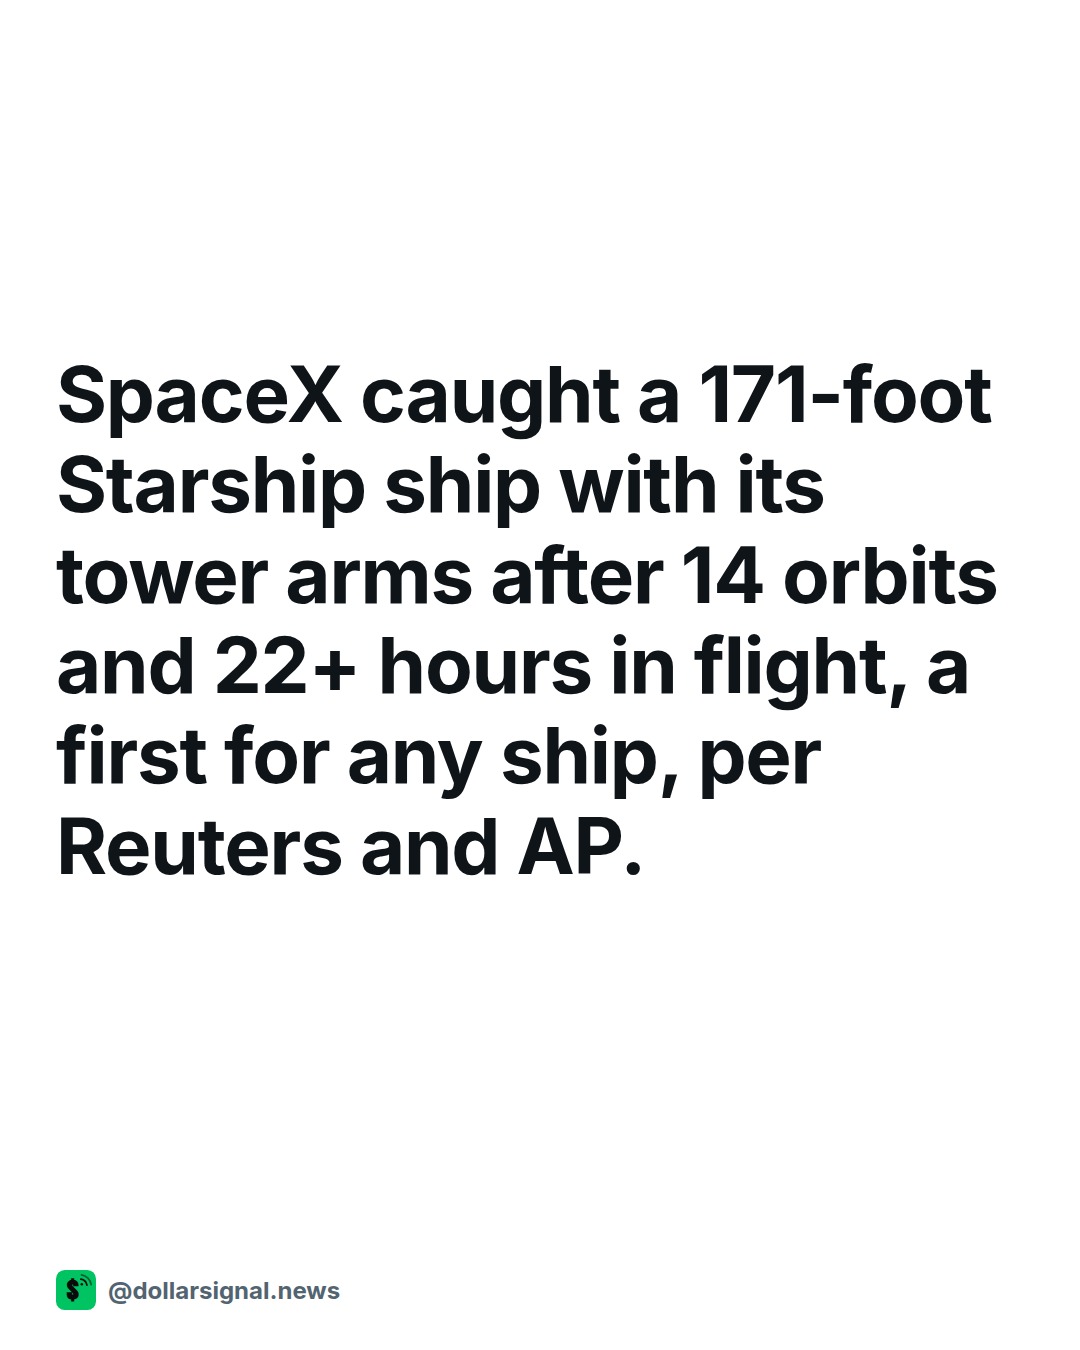 SpaceX caught a 171-foot
Starship ship with its
tower arms after 14 orbits
and 22+ hours in flight, a
first for any ship, per
Reuters and AP.
$
@dollarsignal.news